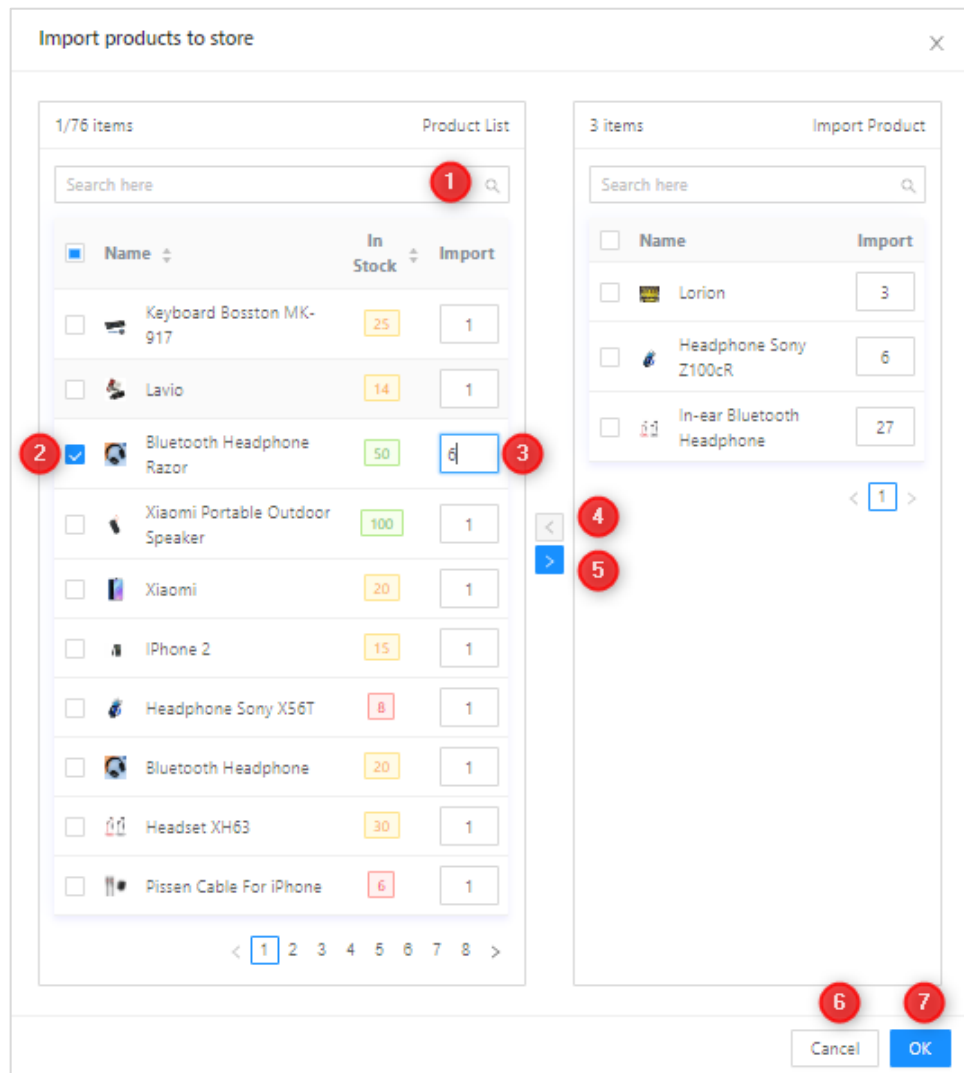 Import products to store
1/76 items Product List
Search here 1
Name In Stock Import
Keyboard Bosston MK-
917
25 1
Lavio 14 1
2 Bluetooth Headphone
Razor
50 6 3
Xiaomi Portable Outdoor
Speaker
100 1
Xiaomi 20 1
IPhone 2 15 1
Headphone Sony X56T 8 1
Bluetooth Headphone 20 1
Headset XH63 30 1
Pissen Cable For iPhone 6 1
< 1 2 3 4 5 6 7 8 >
< 4
> 5
3 items Import Product
Search here
Name Import
Lorion 3
Headphone Sony
Z100cR
6
In-ear Bluetooth
Headphone
27
< 1 >
6 7
Cancel OK